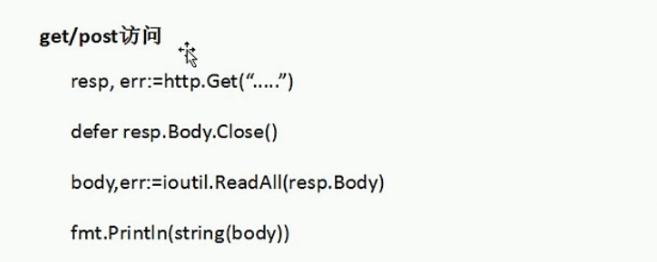 get/post访问
resp, err:=http.Get(“.....”)
defer resp.Body.Close()
body,err:=ioutil.ReadAll(resp.Body)
fmt.Println(string(body))